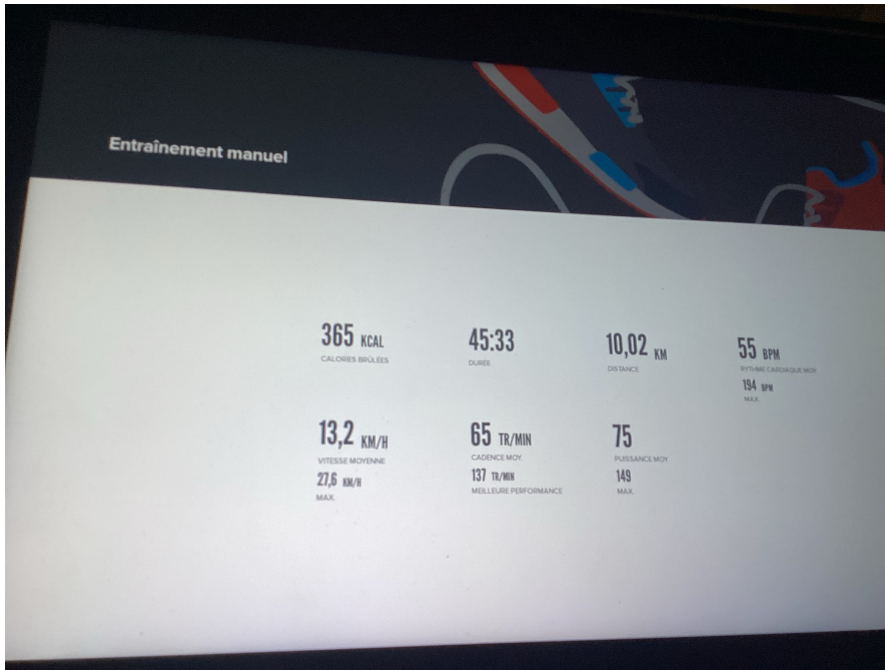 Entraînement manuel
365 KCAL
CALORIES BRÛLÉES
45:33
DURÉE
10,02 KM
DISTANCE
55 BPM
RYTHME CARDIAQUE MOY.
194 BPM
MAX.
13,2 KM/H
VITESSE MOYENNE
27,6 KM/H
MAX.
65 TR/MIN
CADENCE MOY.
137 TR/MIN
MEILLEURE PERFORMANCE
75
PUISSANCE MOY.
149
MAX.